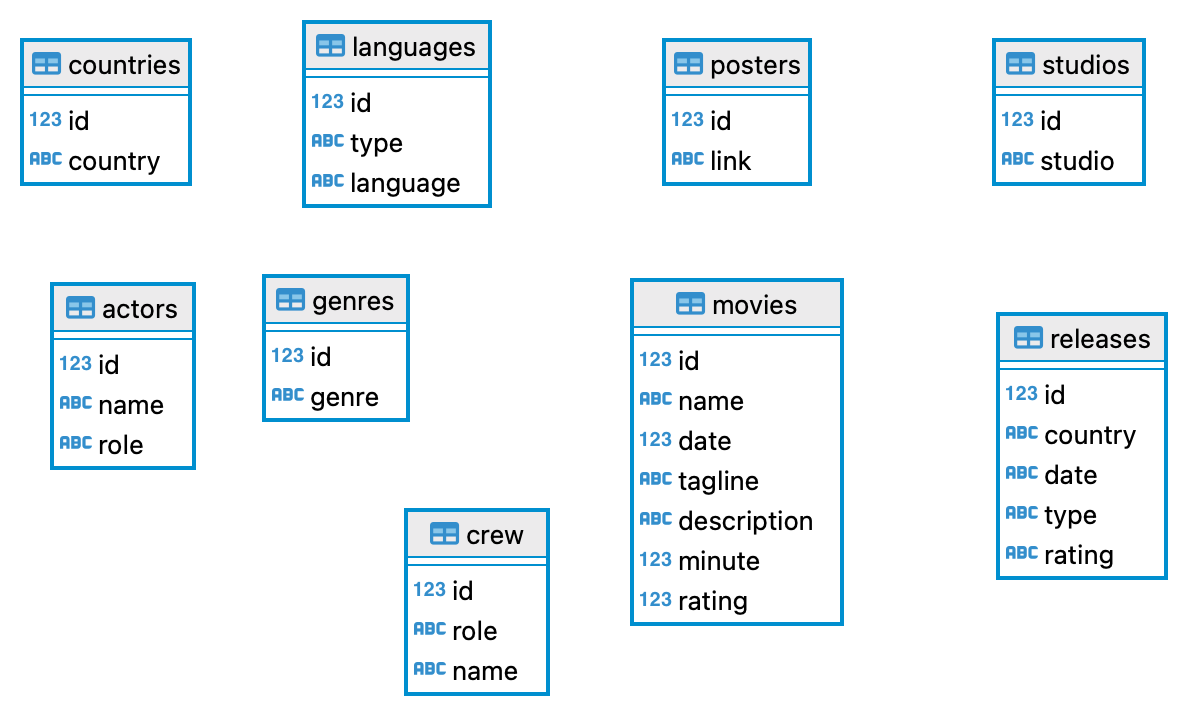 countries
123 id
ABC country
languages
123 id
ABC type
ABC language
posters
123 id
ABC link
studios
123 id
ABC studio
actors
123 id
ABC name
ABC role
genres
123 id
ABC genre
movies
123 id
ABC name
123 date
ABC tagline
ABC description
123 minute
123 rating
releases
123 id
ABC country
ABC date
ABC type
ABC rating
crew
123 id
ABC role
ABC name